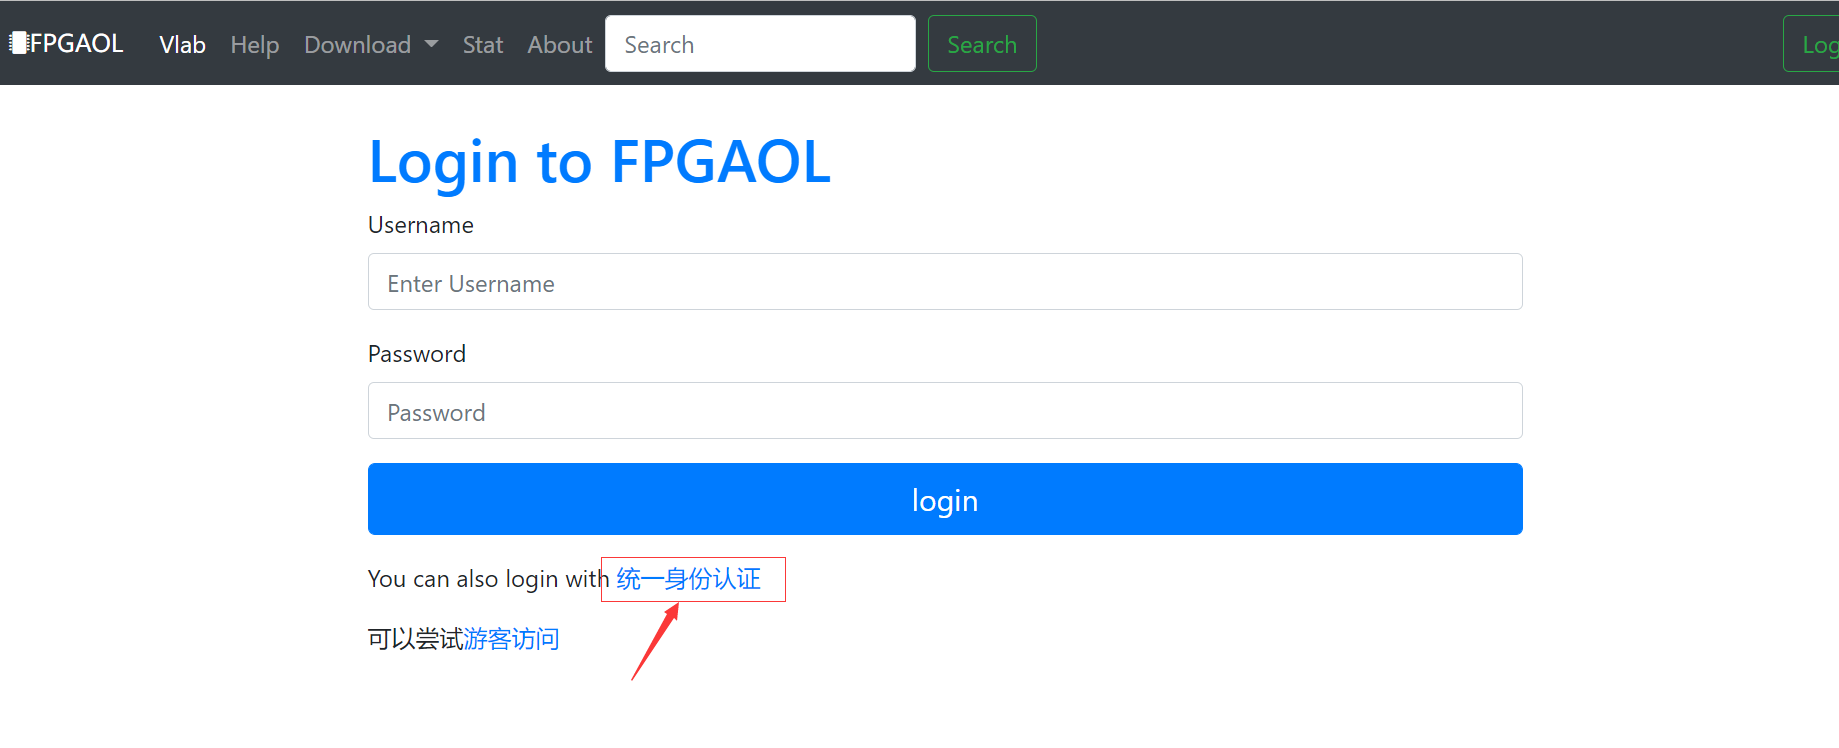 FPGAOL Vlab Help Download Stat About Search Search Log
Login to FPGAOL
Username
Enter Username
Password
Password
login
You can also login with 统一身份认证
可以尝试游客访问